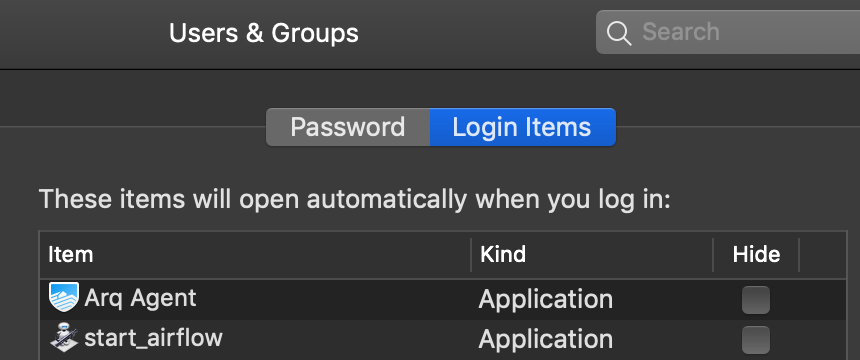 Users & Groups
Search
Password Login Items
These items will open automatically when you log in:
Item Kind Hide
Arq Agent Application
start_airflow Application